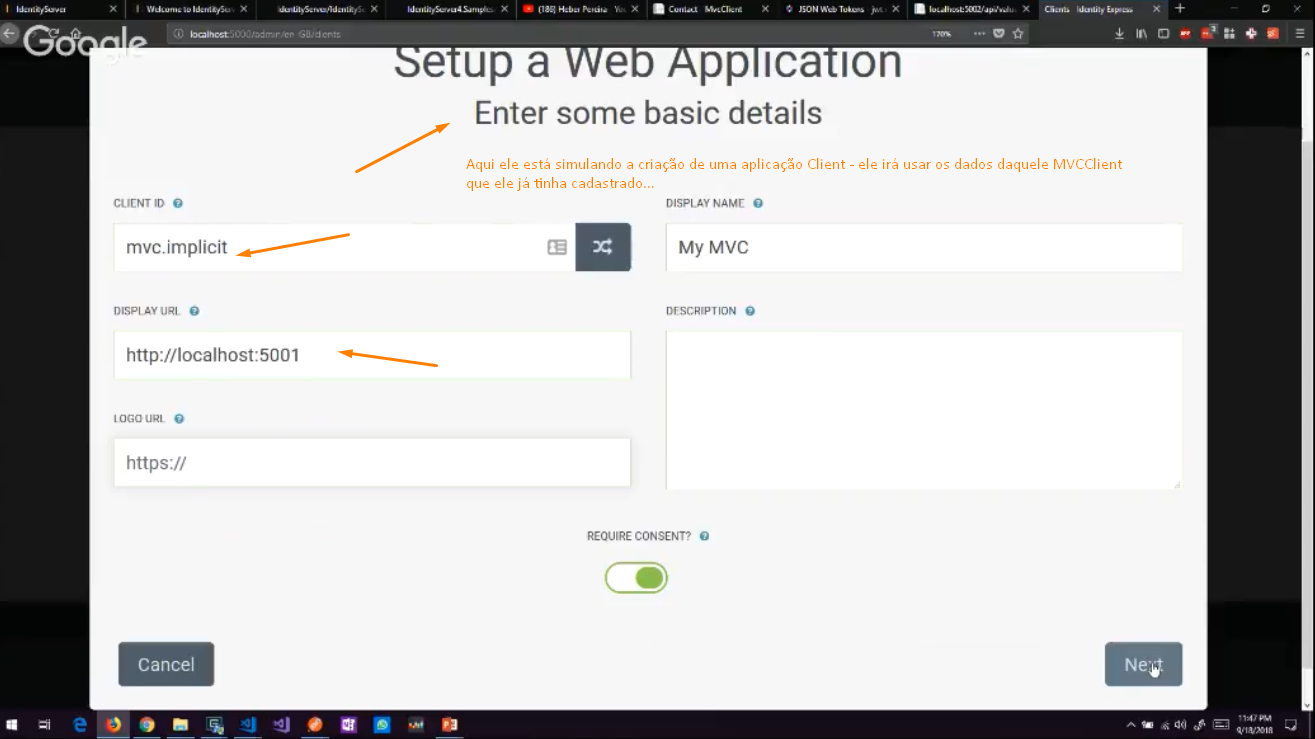 IdentityServer
Welcome to IdentitySer
IdentityServer/IdentitySe
IdentityServer4.Samples
(186) Heber Pereira
Contact - MvcClient
JSON Web Tokens - jwt
localhost:5002/api/valu
Clients - Identity Express
Google
localhost:5000/admin/en-GB/clients
170%
Setup a Web Application
Enter some basic details
Aqui ele está simulando a criação de uma aplicação Client - ele irá usar os dados daquele MVCClient
que ele já tinha cadastrado...
CLIENT ID
DISPLAY NAME
mvc.implicit
My MVC
DISPLAY URL
DESCRIPTION
http://localhost:5001
LOGO URL
https://
REQUIRE CONSENT?
Cancel
Next
11:47 PM
9/18/2018